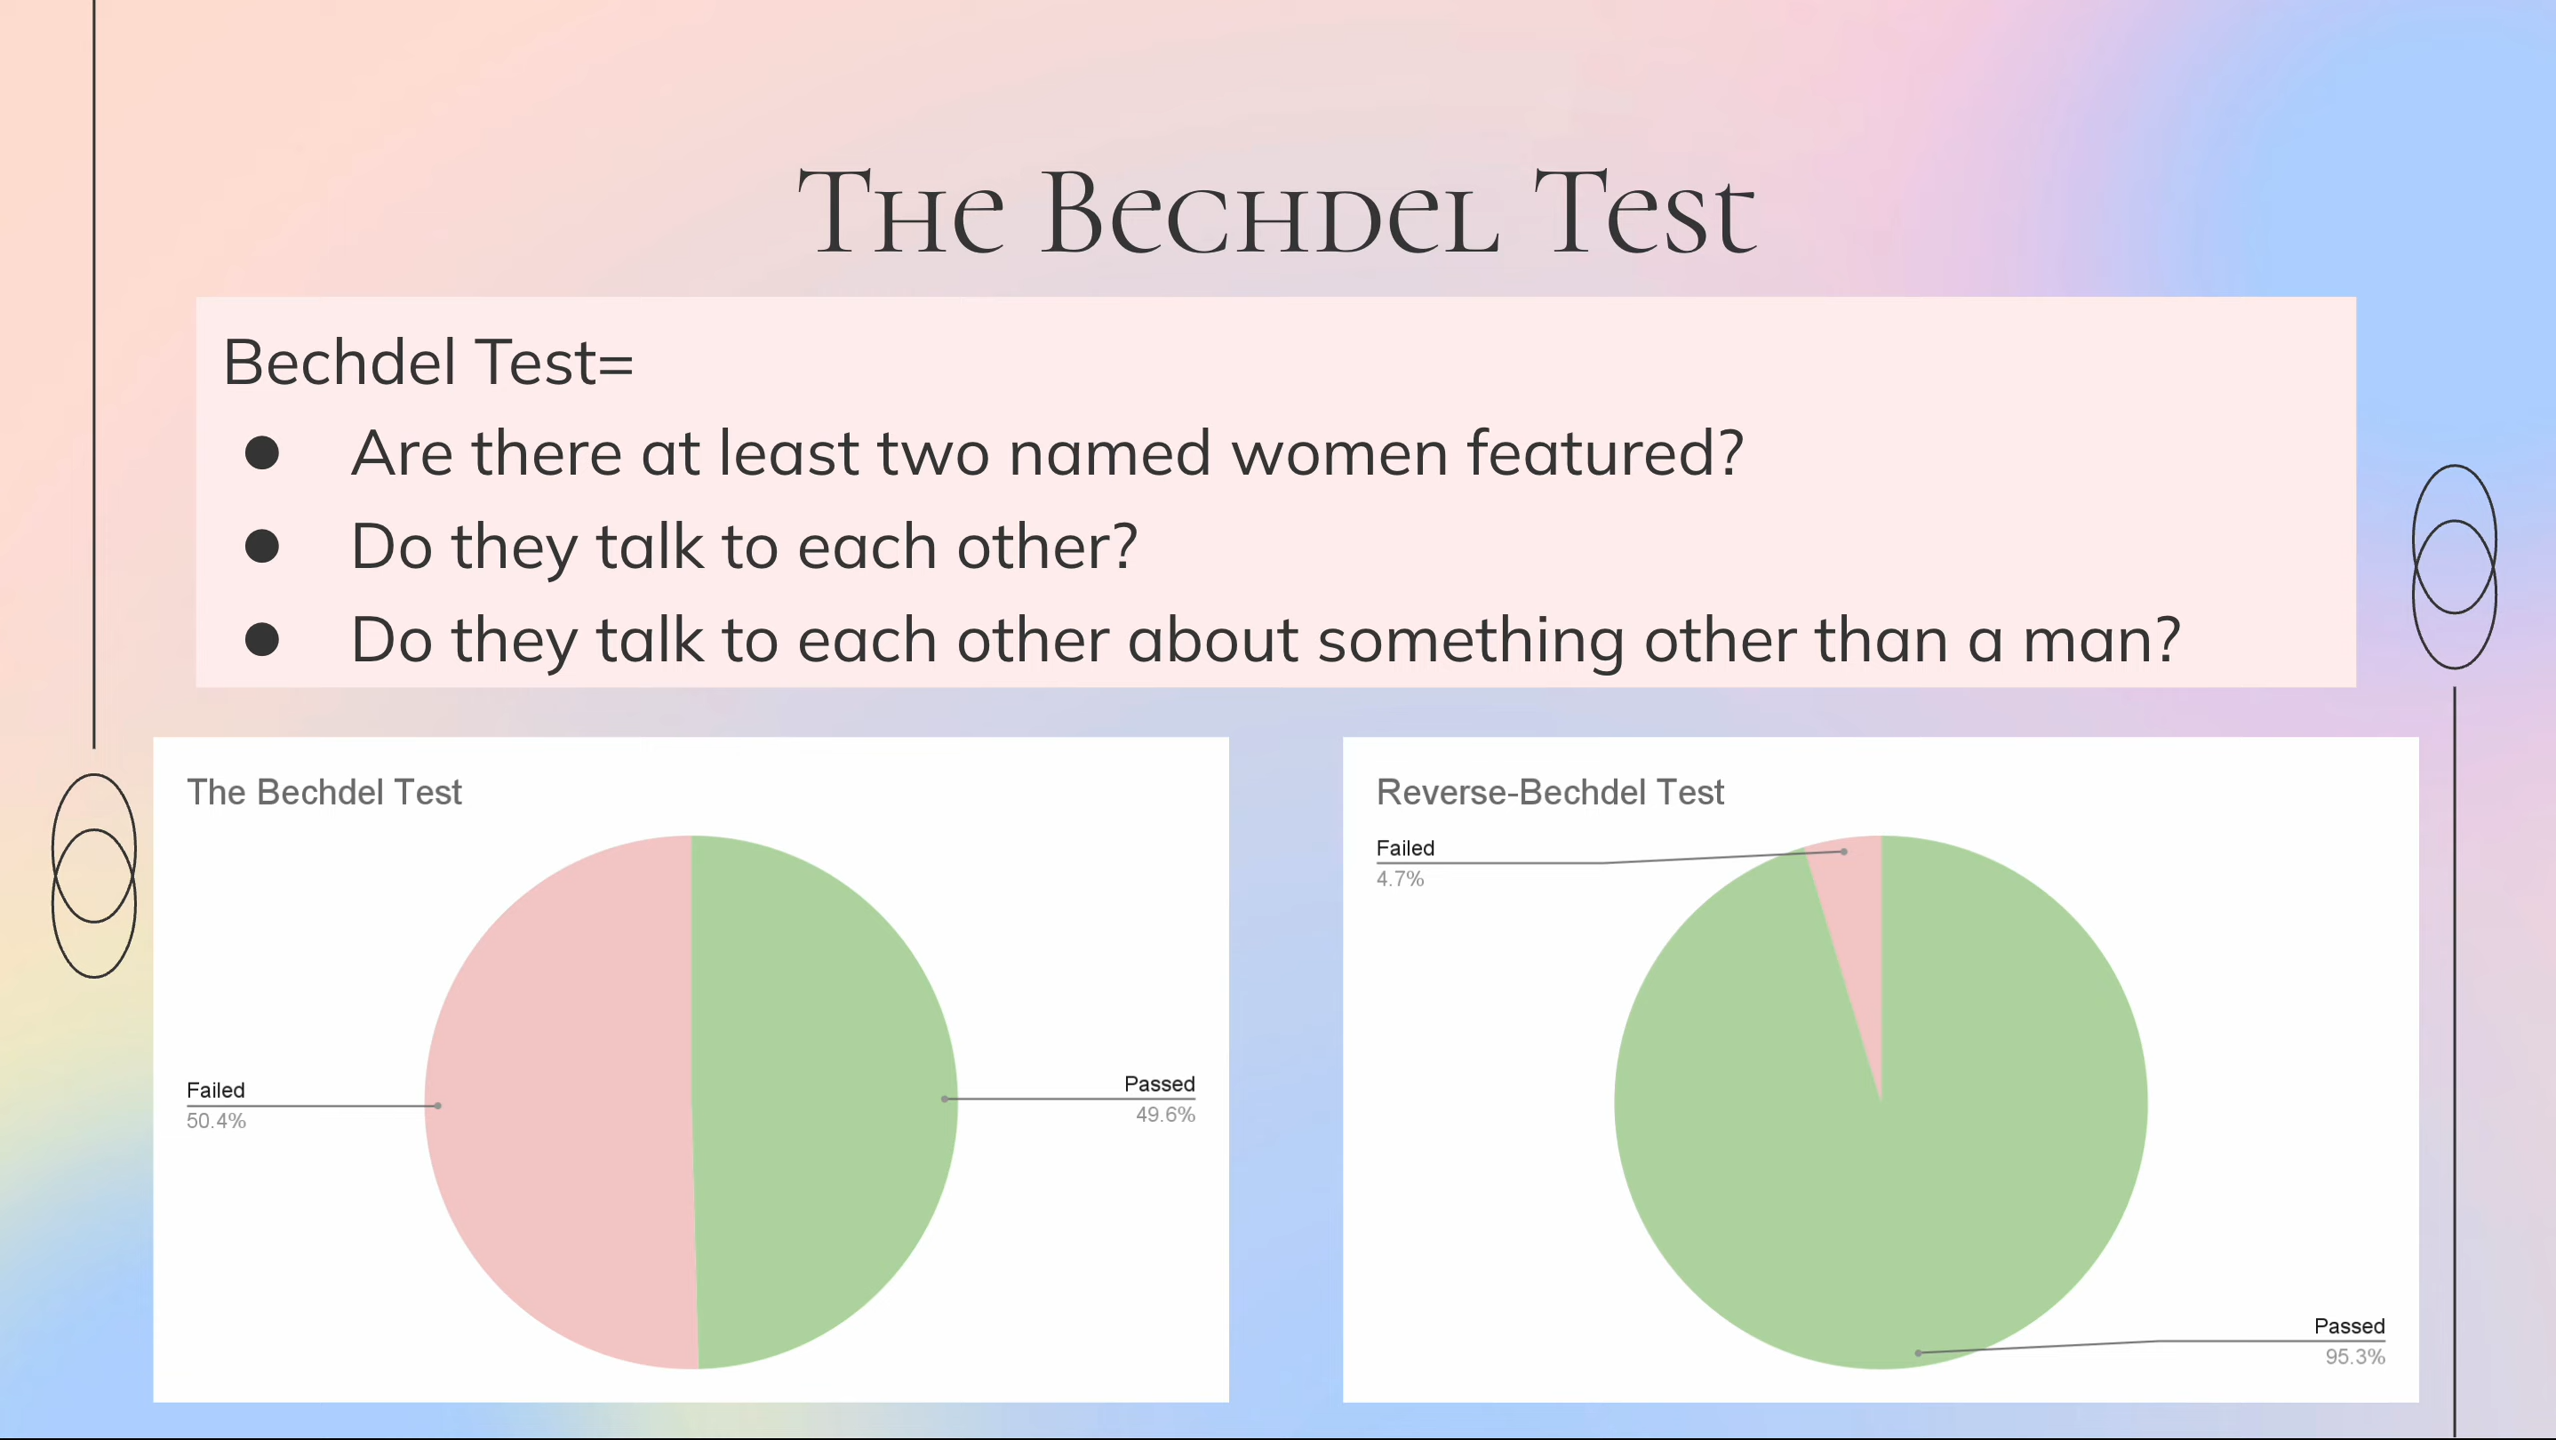 The Bechdel Test
Bechdel Test=
● Are there at least two named women featured?
● Do they talk to each other?
● Do they talk to each other about something other than a man?
The Bechdel Test
Failed
50.4%
Passed
49.6%
Reverse-Bechdel Test
Failed
4.7%
Passed
95.3%